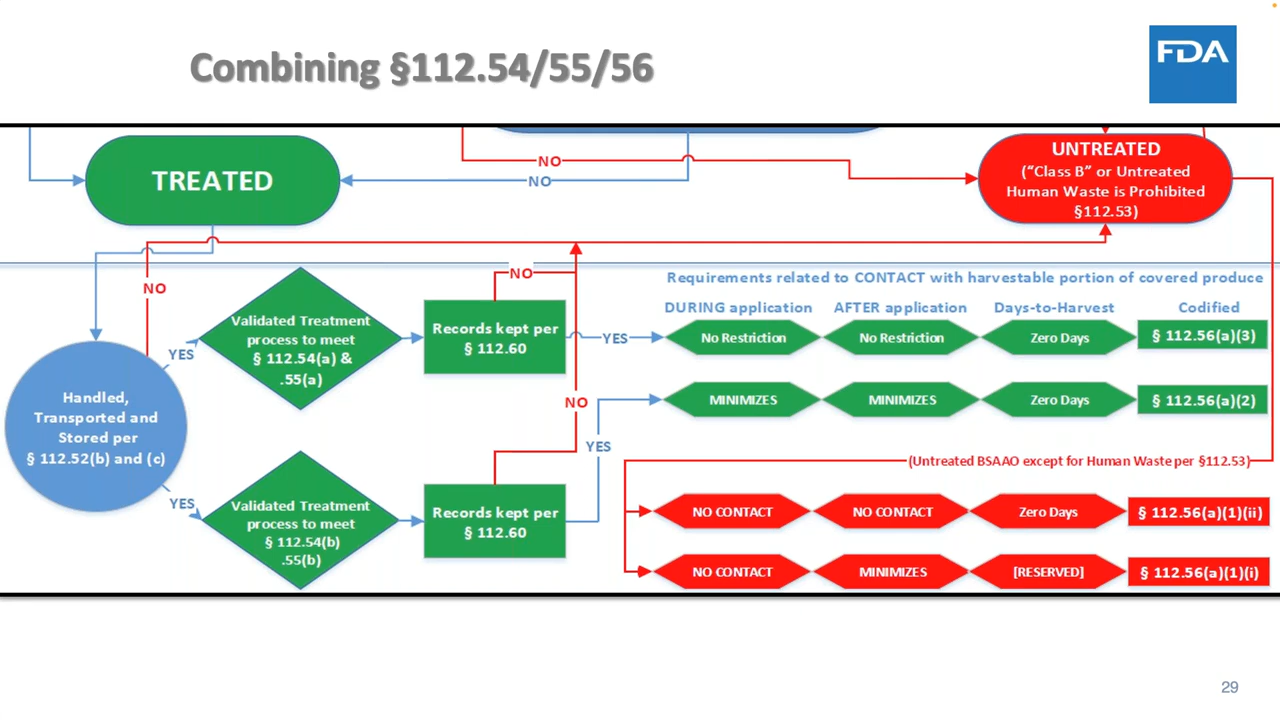 Combining §112.54/55/56
FDA
TREATED
NO
NO
UNTREATED
("Class B" or Untreated
Human Waste is Prohibited
§112.53)
NO
NO
Requirements related to CONTACT with harvestable portion of covered produce
DURING application
AFTER application
Days-to-Harvest
Codified
YES
Validated Treatment
process to meet
§ 112.54(a) &
.55(a)
Records kept per
§ 112.60
YES
No Restriction
No Restriction
Zero Days
§ 112.56(a)(3)
Handled,
Transported and
Stored per
§ 112.52(b) and (c)
NO
MINIMIZES
MINIMIZES
Zero Days
§ 112.56(a)(2)
YES
YES
Validated Treatment
process to meet
§ 112.54(b)
.55(b)
Records kept per
§ 112.60
(Untreated BSAAO except for Human Waste per §112.53)
NO CONTACT
NO CONTACT
Zero Days
§ 112.56(a)(1)(ii)
NO CONTACT
MINIMIZES
[RESERVED]
§ 112.56(a)(1)(i)
29